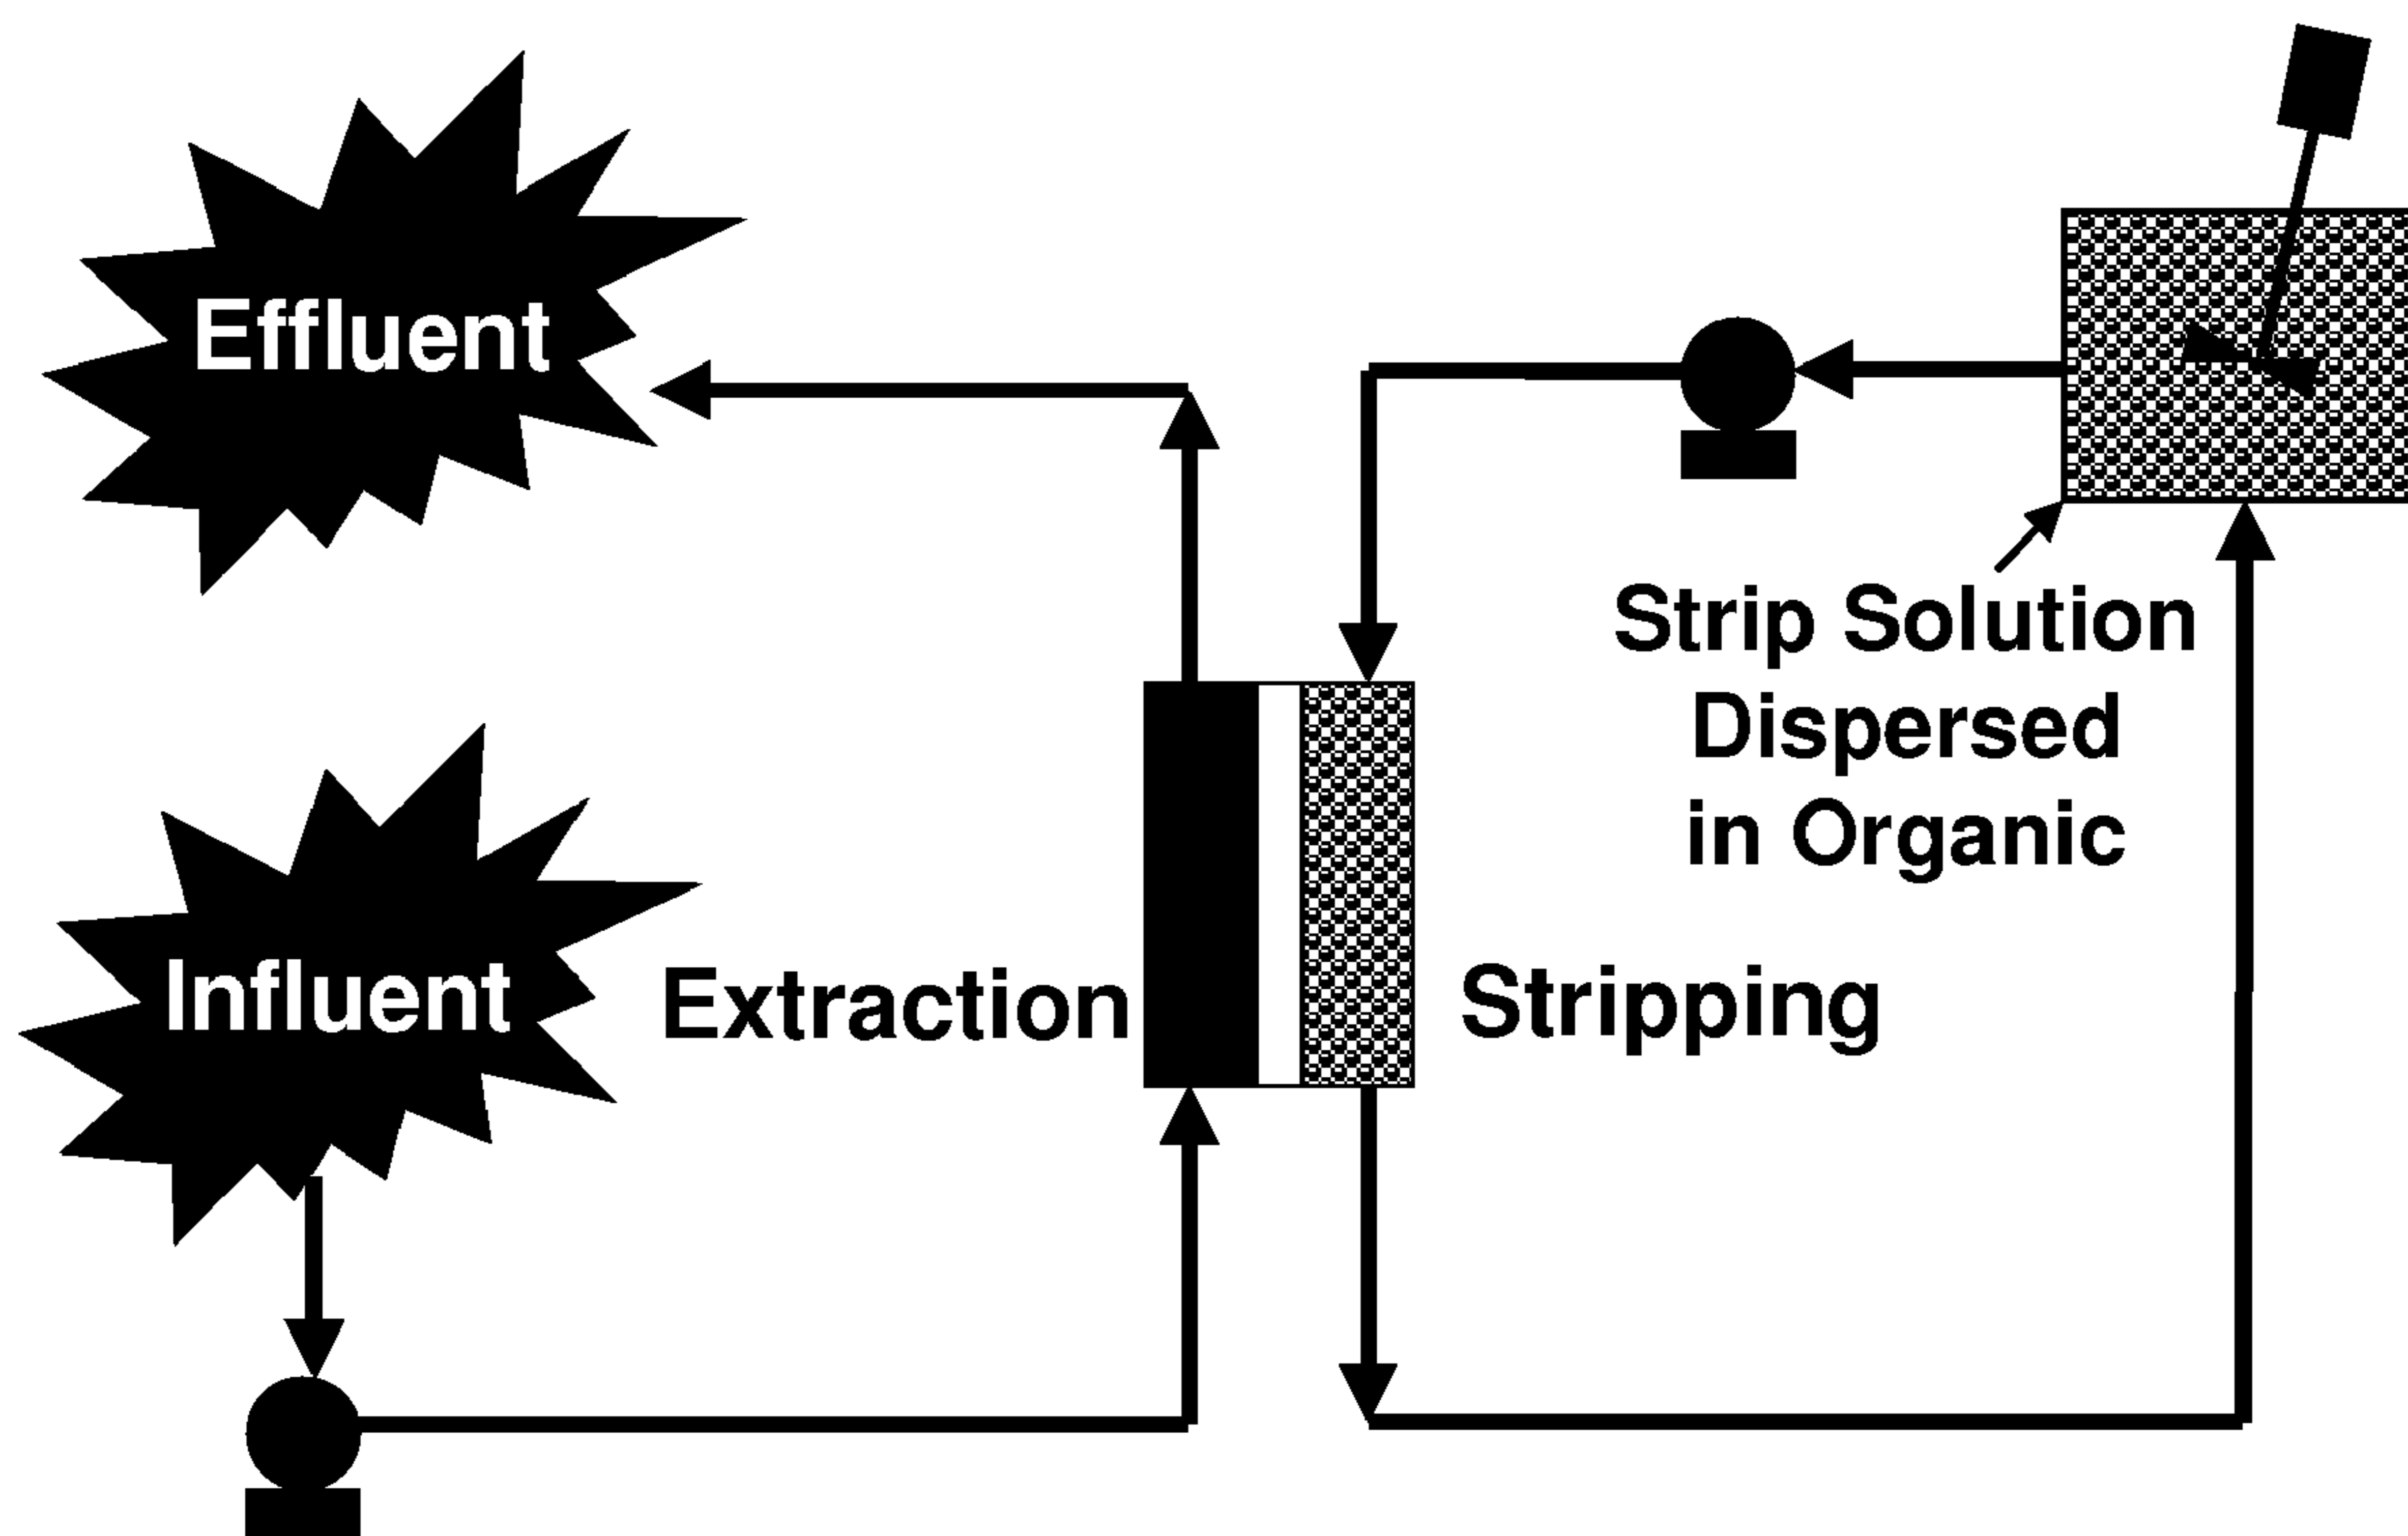 Effluent
Strip Solution
Dispersed
in Organic
Influent
Extraction
Stripping